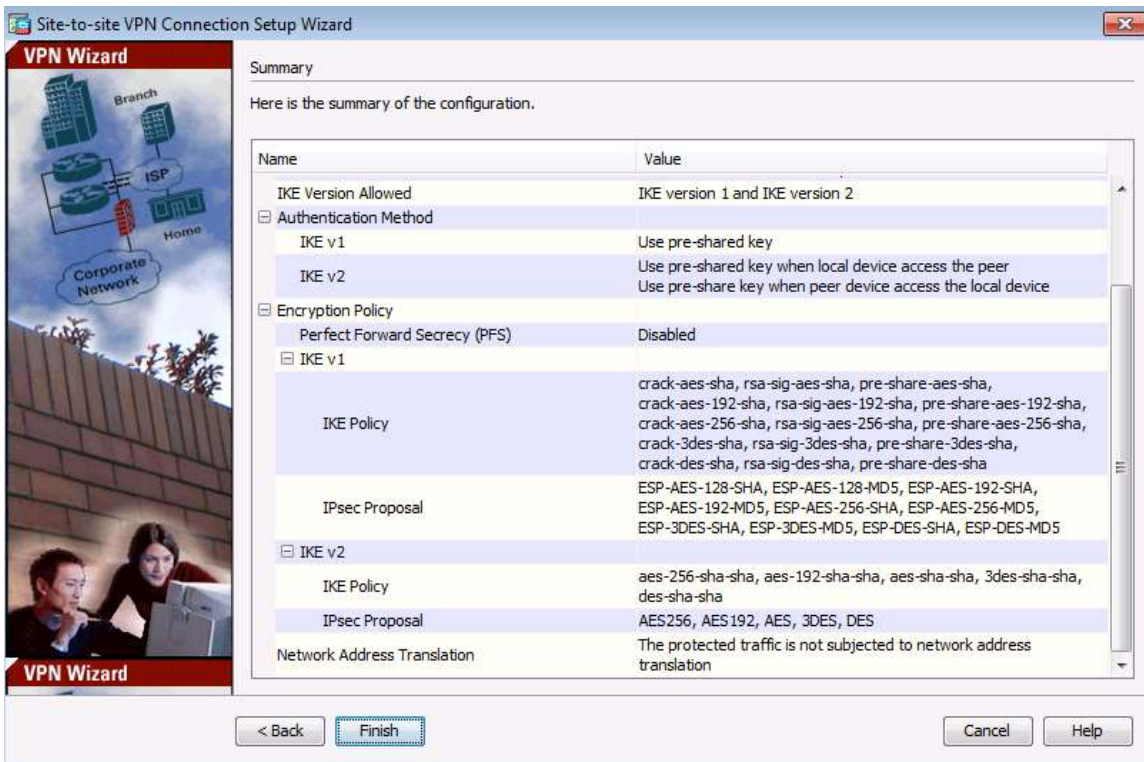 Site-to-site VPN Connection Setup Wizard
VPN Wizard
Branch
ISP
Home
Corporate
Network
VPN Wizard
Summary
Here is the summary of the configuration.
Name Value
IKE Version Allowed IKE version 1 and IKE version 2
Authentication Method
IKE v1 Use pre-shared key
IKE v2 Use pre-shared key when local device access the peer
Use pre-share key when peer device access the local device
Encryption Policy
Perfect Forward Secrecy (PFS) Disabled
IKE v1
IKE Policy crack-aes-sha, rsa-sig-aes-sha, pre-share-aes-sha,
crack-aes-192-sha, rsa-sig-aes-192-sha, pre-share-aes-192-sha,
crack-aes-256-sha, rsa-sig-aes-256-sha, pre-share-aes-256-sha,
crack-3des-sha, rsa-sig-3des-sha, pre-share-3des-sha,
crack-des-sha, rsa-sig-des-sha, pre-share-des-sha
IPsec Proposal ESP-AES-128-SHA, ESP-AES-128-MD5, ESP-AES-192-SHA,
ESP-AES-192-MD5, ESP-AES-256-SHA, ESP-AES-256-MD5,
ESP-3DES-SHA, ESP-3DES-MD5, ESP-DES-SHA, ESP-DES-MD5
IKE v2
IKE Policy aes-256-sha-sha, aes-192-sha-sha, aes-sha-sha, 3des-sha-sha,
des-sha-sha
IPsec Proposal AES256, AES192, AES, 3DES, DES
Network Address Translation The protected traffic is not subjected to network address
translation
< Back Finish Cancel Help